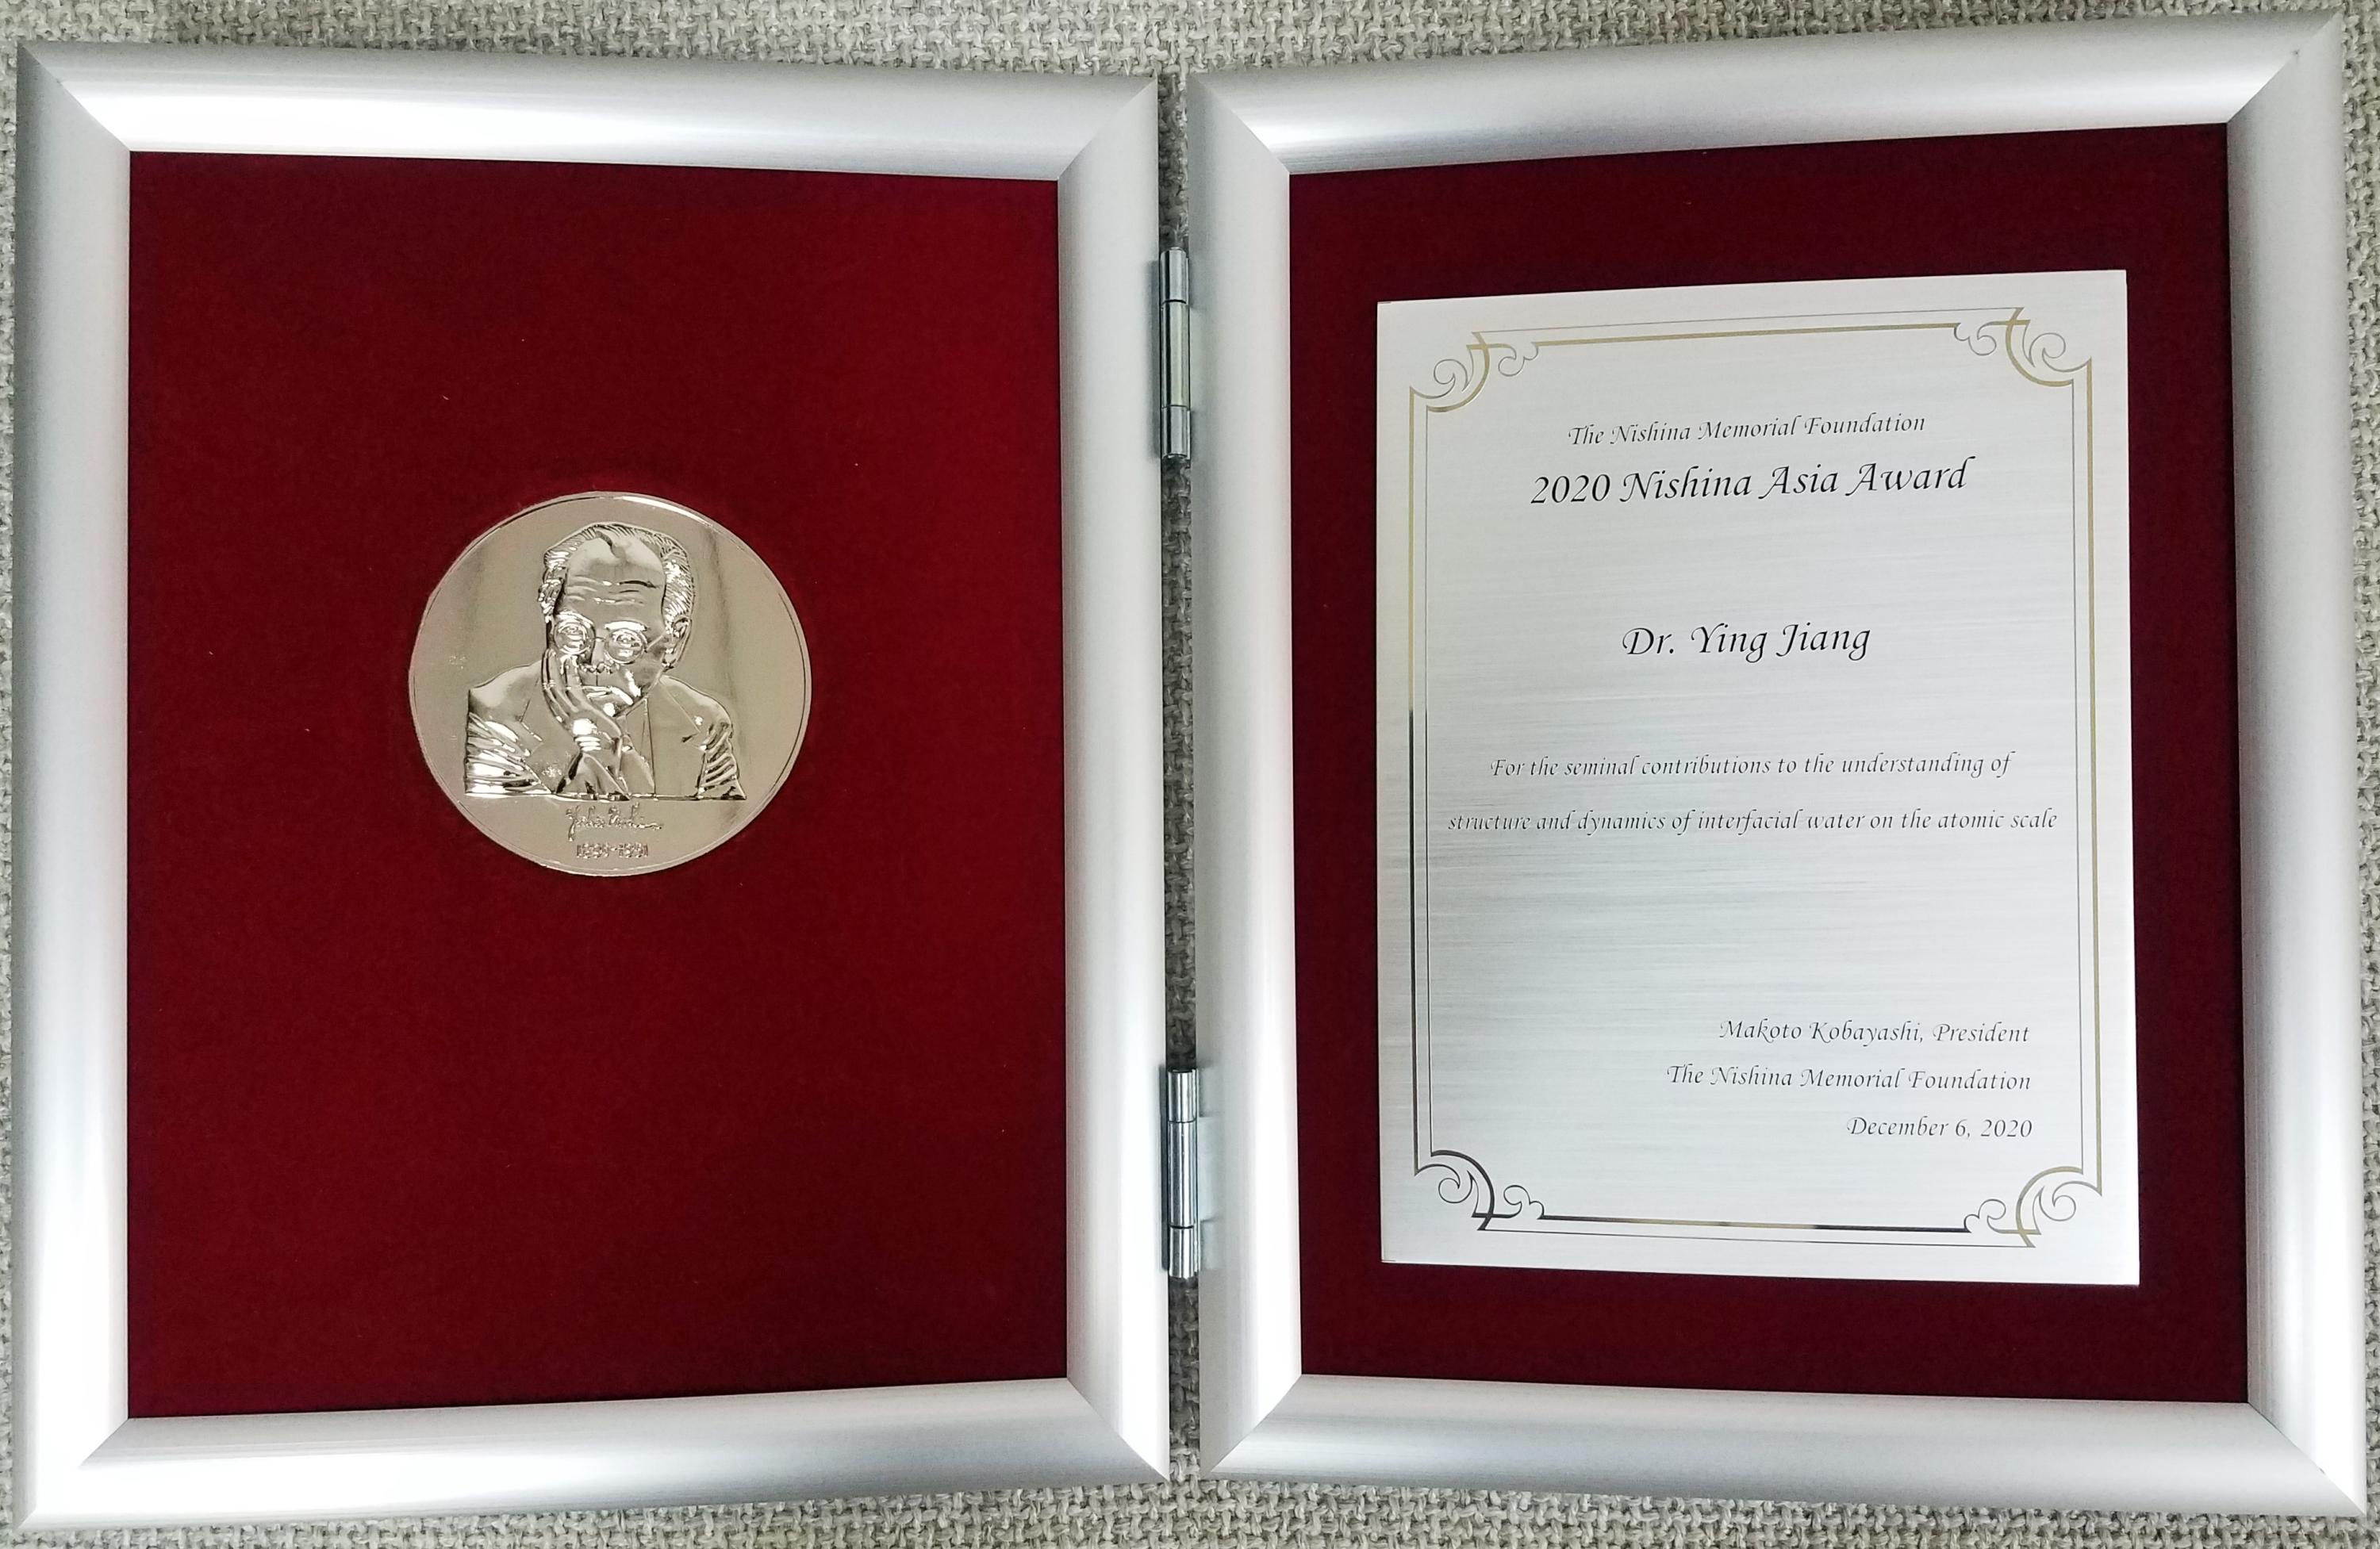 The Nishina Memorial Foundation
2020 Nishina Asia Award
Dr. Ying Jiang
For the seminal contributions to the understanding of
structure and dynamics of interfacial water on the atomic scale
Makoto Kobayashi, President
The Nishina Memorial Foundation
December 6, 2020